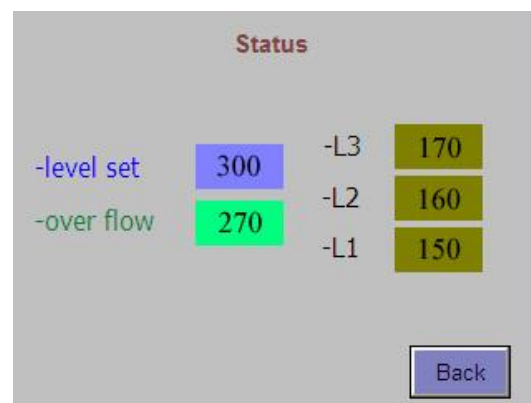 Status
-level set 300
-over flow 270
-L3 170
-L2 160
-L1 150
Back